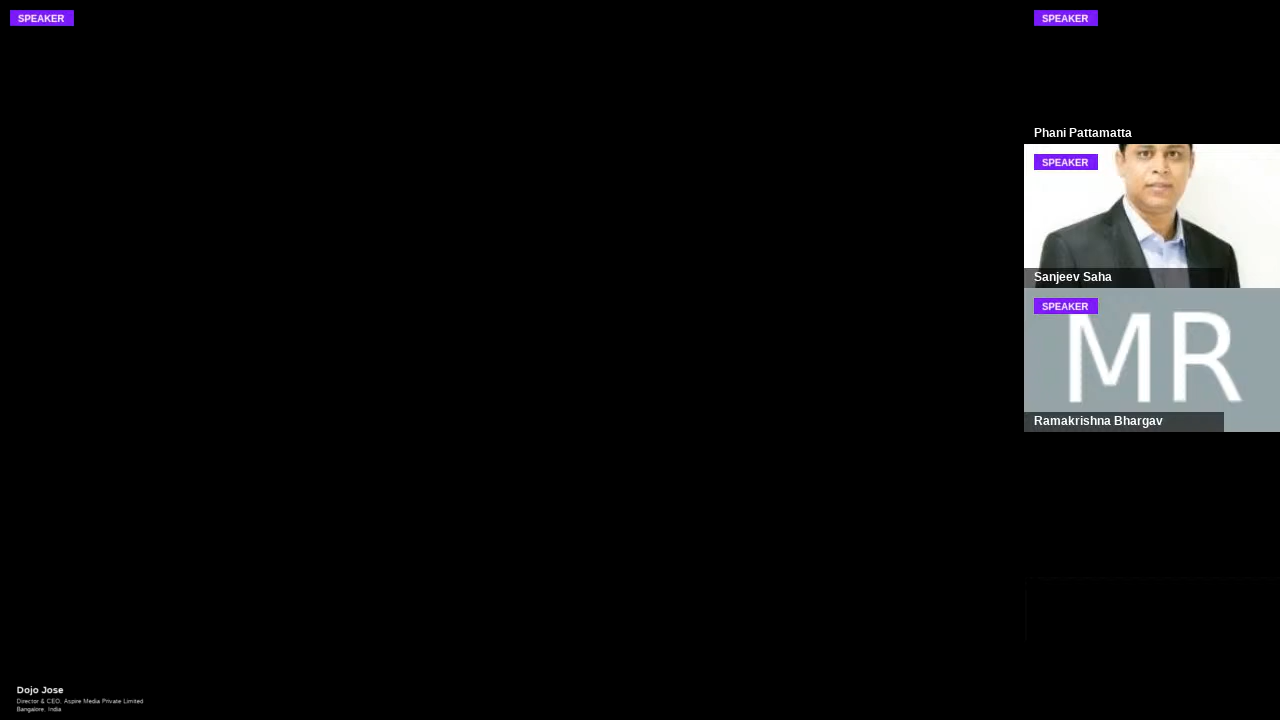 SPEAKER
Dojo Jose
Director & CEO, Aspire Media Private Limited
Bangalore, India
SPEAKER
Phani Pattamatta
SPEAKER
Sanjeev Saha
SPEAKER
MR
Ramakrishna Bhargav